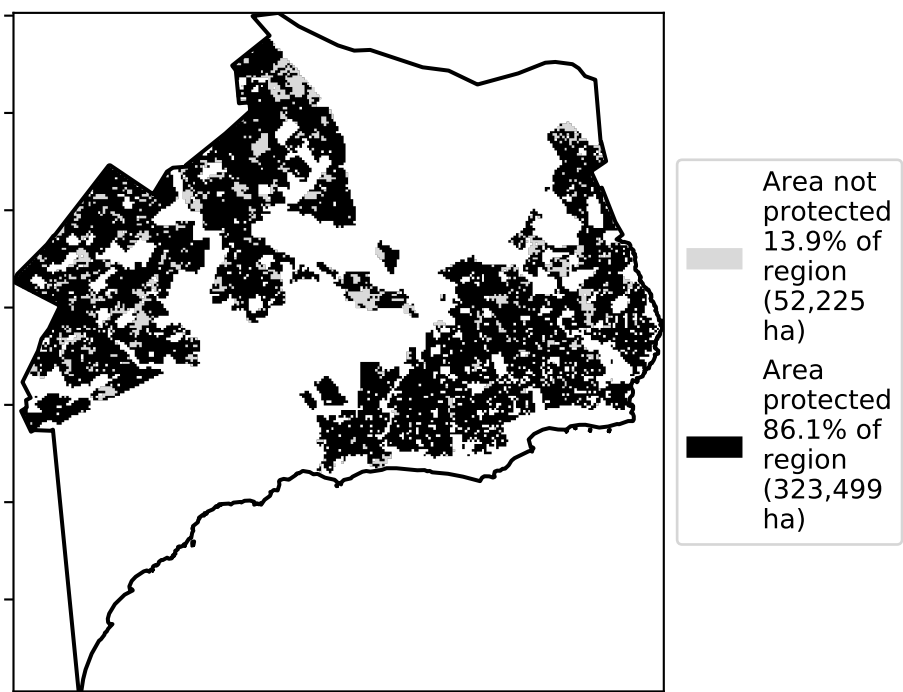 Area not
protected
13.9% of
region
(52,225
ha)
Area
protected
86.1% of
region
(323,499
ha)